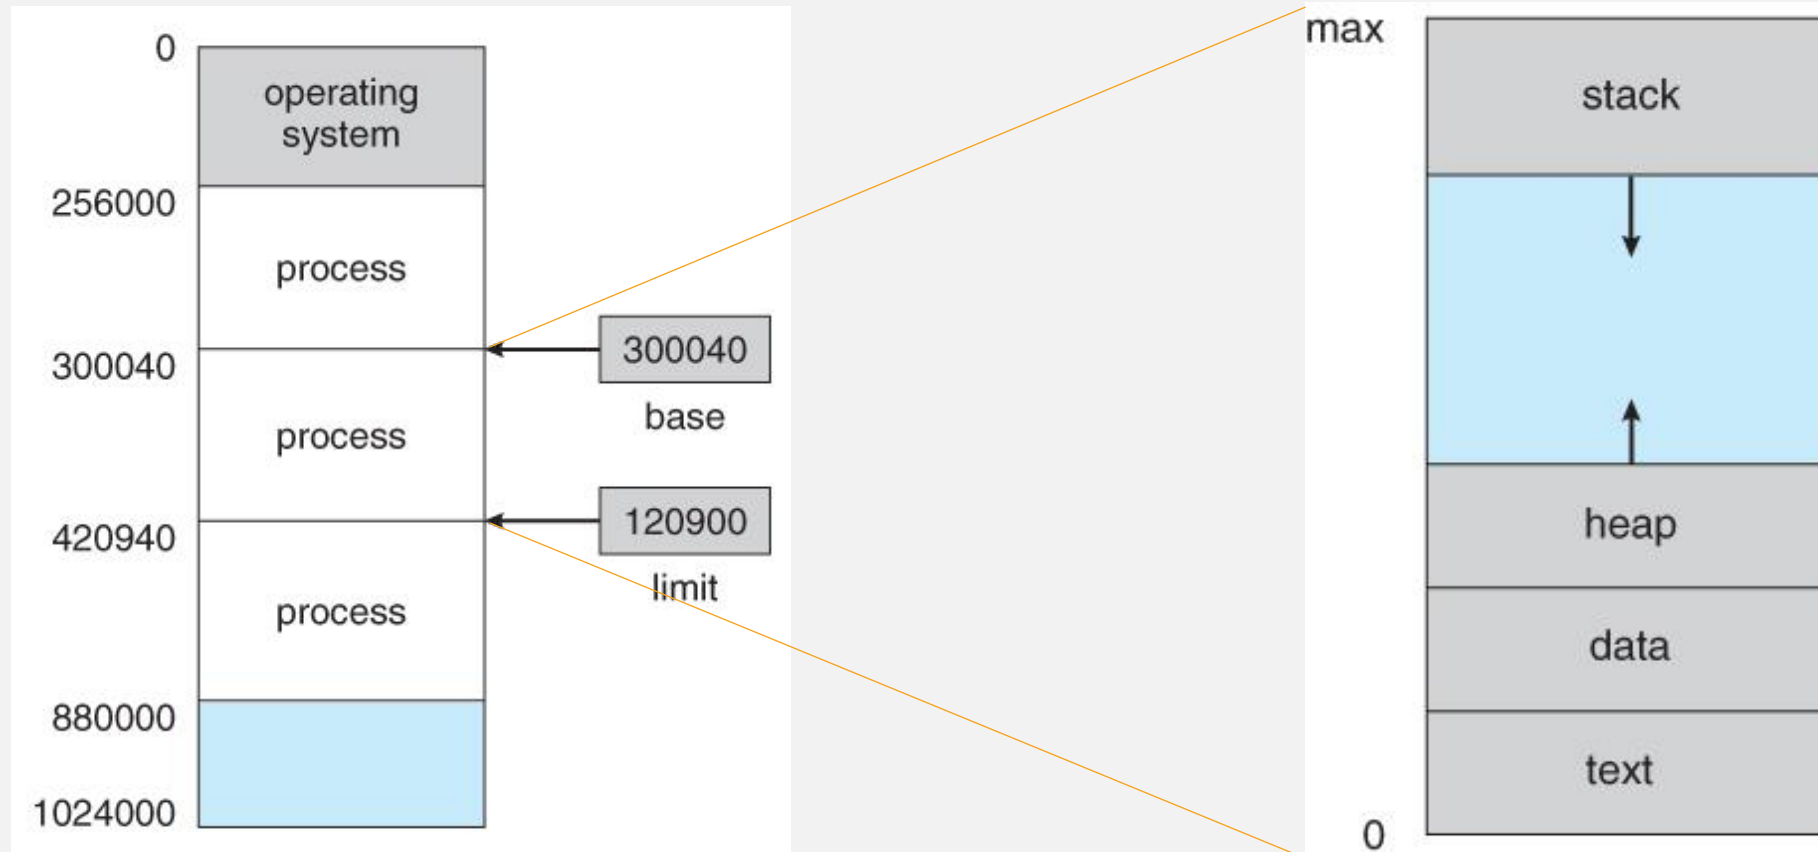 0
operating
system
256000
process
300040
300040
base
process
420940
120900
limit
process
880000
1024000
max
stack
heap
data
text
0